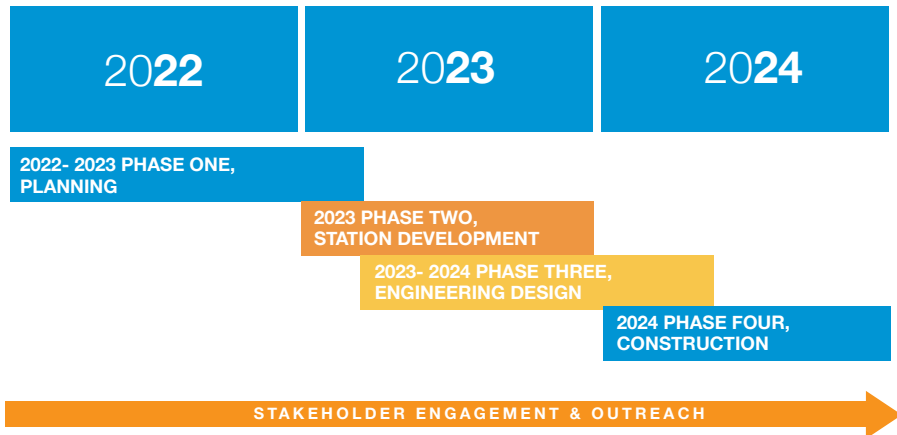 2022
2023
2024
2022- 2023 PHASE ONE,
PLANNING
2023 PHASE TWO,
STATION DEVELOPMENT
2023- 2024 PHASE THREE,
ENGINEERING DESIGN
2024 PHASE FOUR,
CONSTRUCTION
STAKEHOLDER ENGAGEMENT & OUTREACH